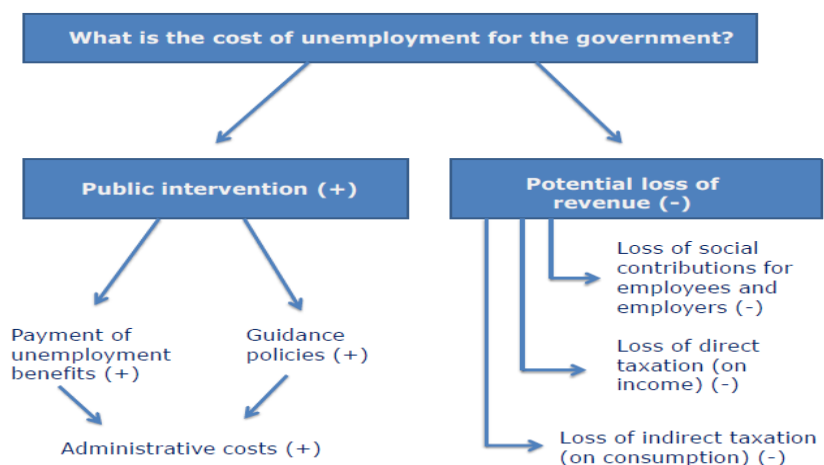 What is the cost of unemployment for the government?
Public intervention (+)
Payment of
unemployment
benefits (+)
Guidance
policies (+)
Administrative costs (+)
Potential loss of
revenue (-)
Loss of social
contributions for
employees and
employers (-)
Loss of direct
taxation (on
income) (-)
Loss of indirect taxation
(on consumption) (-)